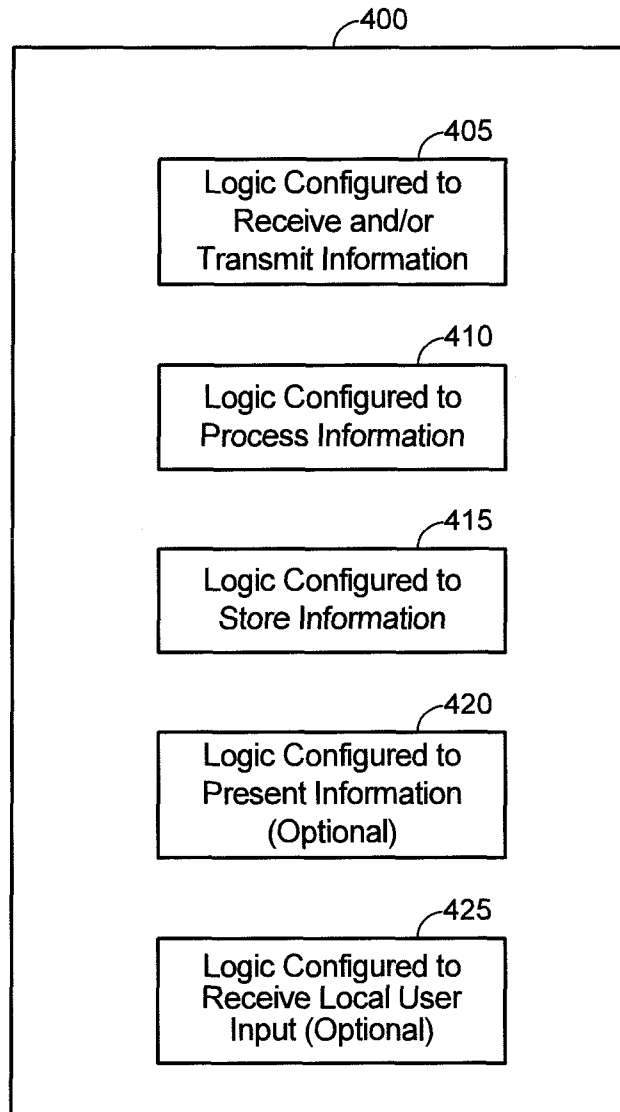 400
405
Logic Configured to
Receive and/or
Transmit Information
410
Logic Configured to
Process Information
415
Logic Configured to
Store Information
420
Logic Configured to
Present Information
(Optional)
425
Logic Configured to
Receive Local User
Input (Optional)